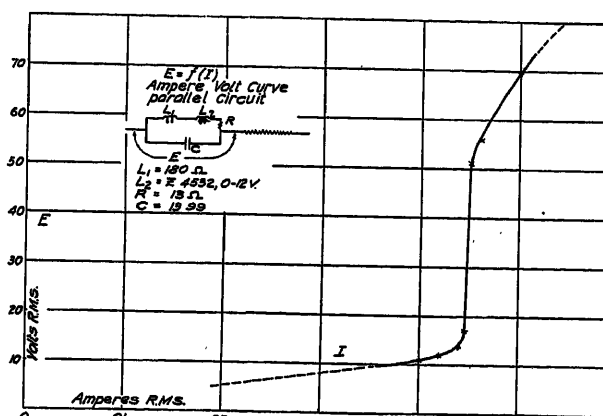 70
60
50
40
30
20
10
E = f(I)
Ampere Volt Curve
parallel circuit
L1
L2
R
C
E
L1 = 180 Ω
L2 = Z 4532, 0-12V.
R = 13 Ω
C = 13.99
E
Volts R.M.S.
I
Amperes R.M.S.